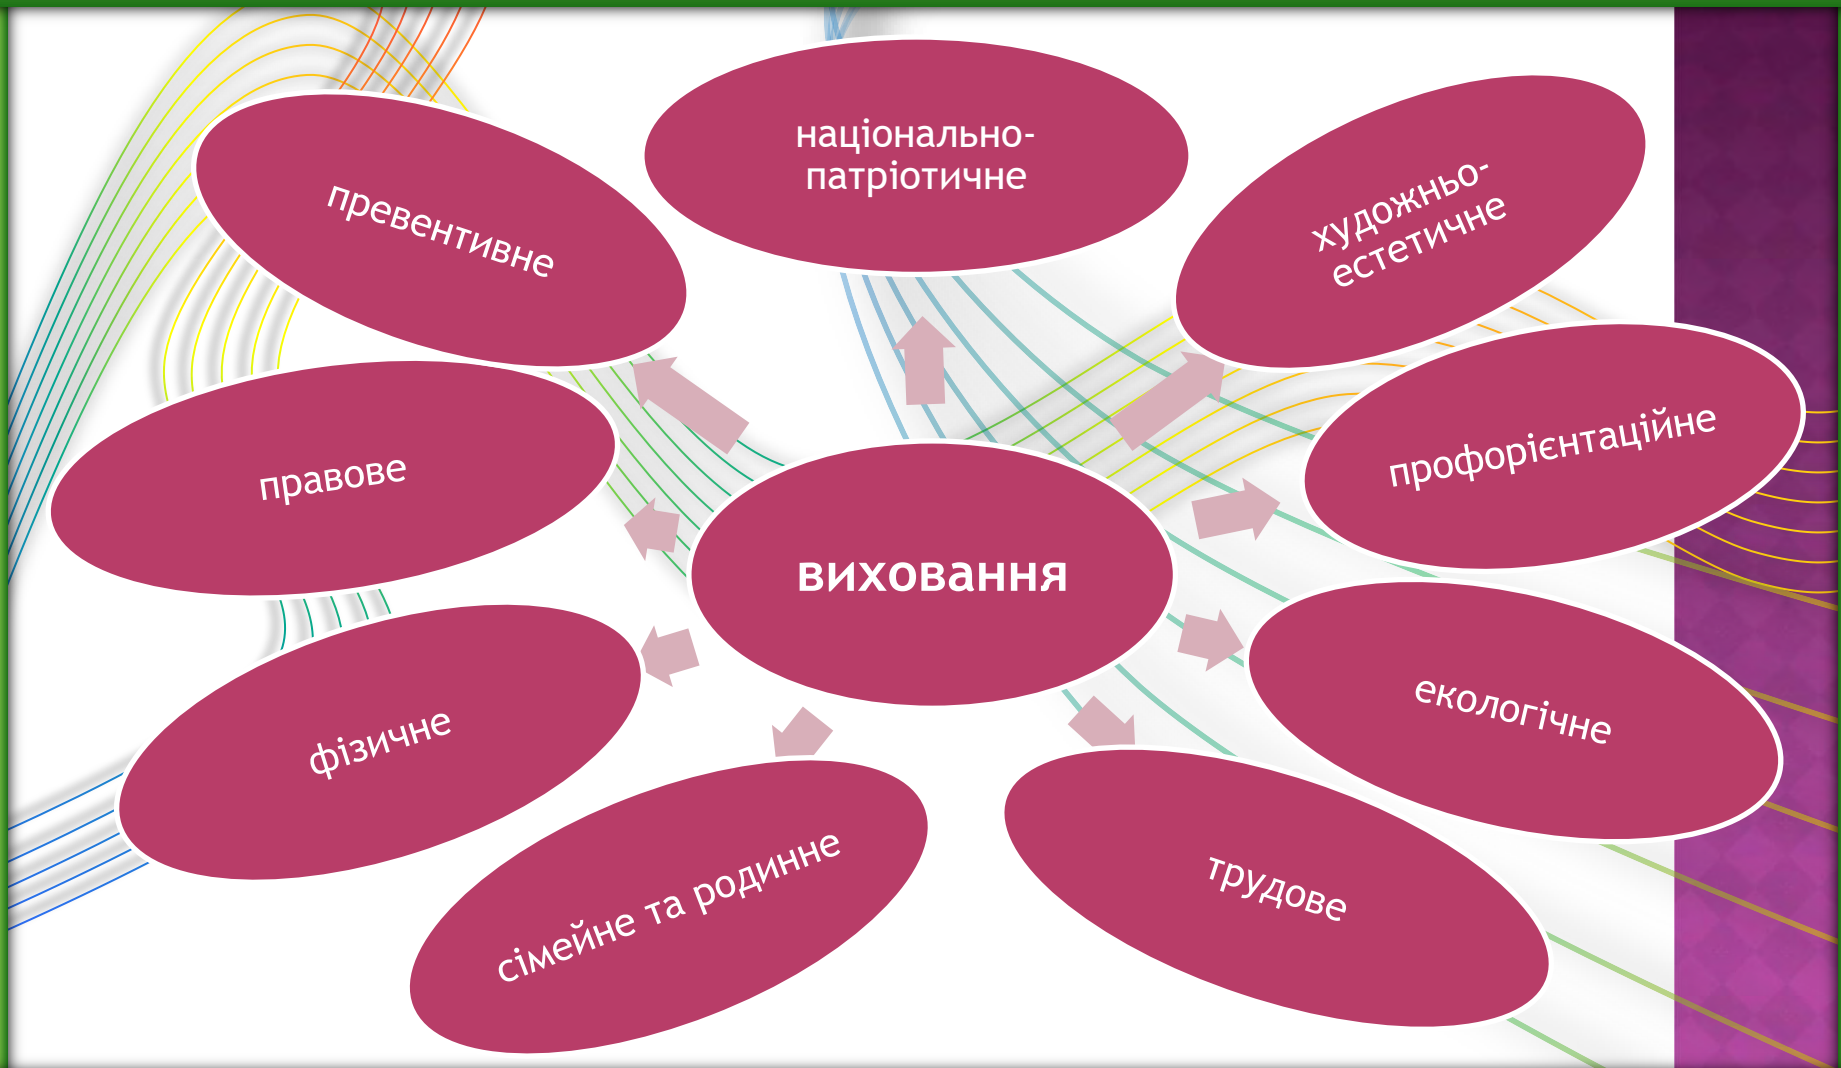 національно-
патріотичне
художньо-
естетичне
превентивне
профорієнтаційне
правове
виховання
екологічне
фізичне
трудове
сімейне та родинне